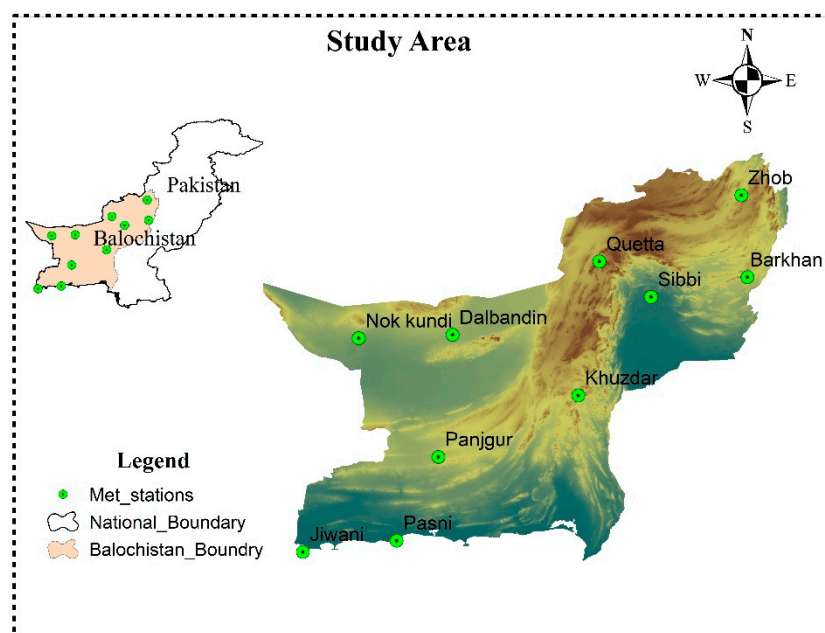 Study Area
N
W E
S
Pakistan
Balochistan
Zhob
Quetta
Barkhan
Sibbi
Nok kundi
Dalbandin
Khuzdar
Panjgur
Pasni
Jiwani
Legend
Met_stations
National_Boundary
Balochistan_Boundry